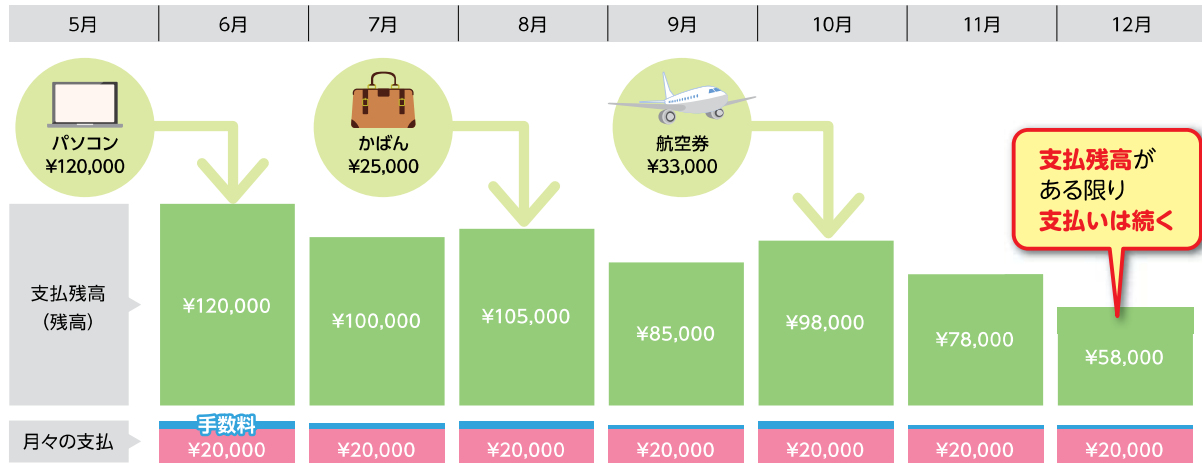 5月
6月
7月
8月
9月
10月
11月
12月
パソコン
¥120,000
かばん
¥25,000
航空券
¥33,000
支払残高が
ある限り
支払いは続く
支払残高
(残高)
¥120,000
¥100,000
¥105,000
¥85,000
¥98,000
¥78,000
¥58,000
手数料
月々の支払
¥20,000
¥20,000
¥20,000
¥20,000
¥20,000
¥20,000
¥20,000